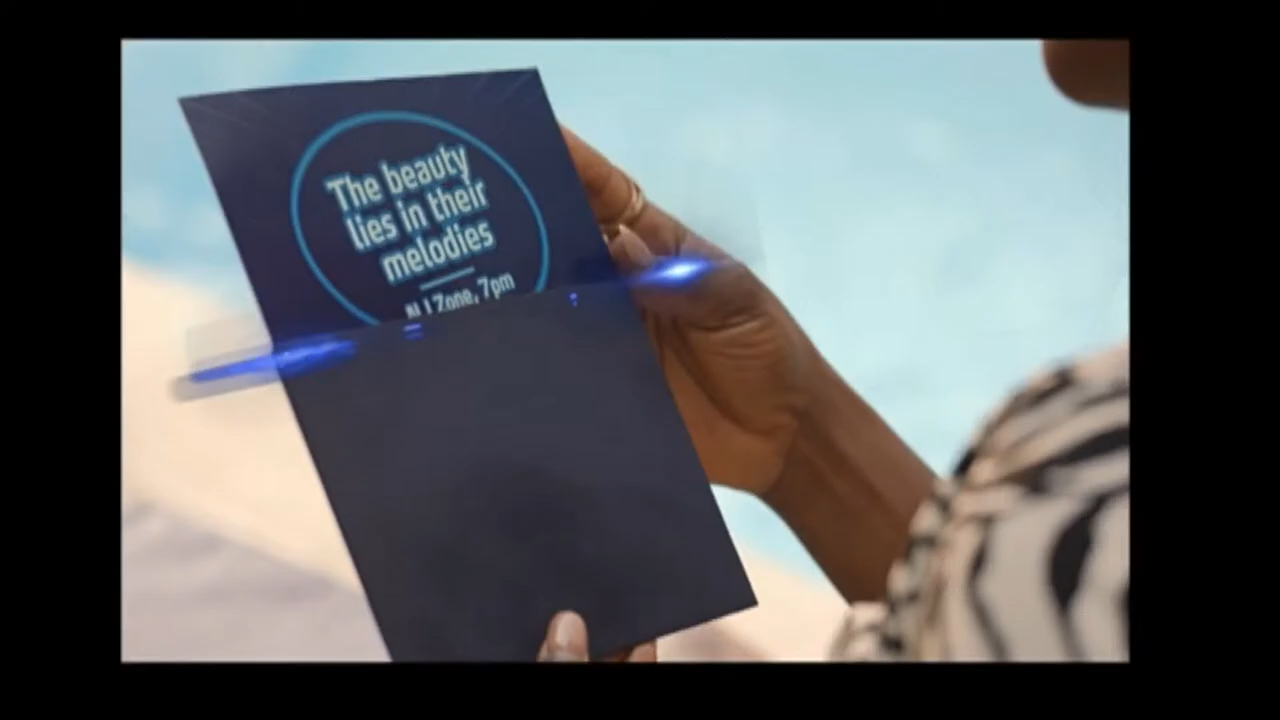 The beauty
lies in their
melodies
Zone, 7pm